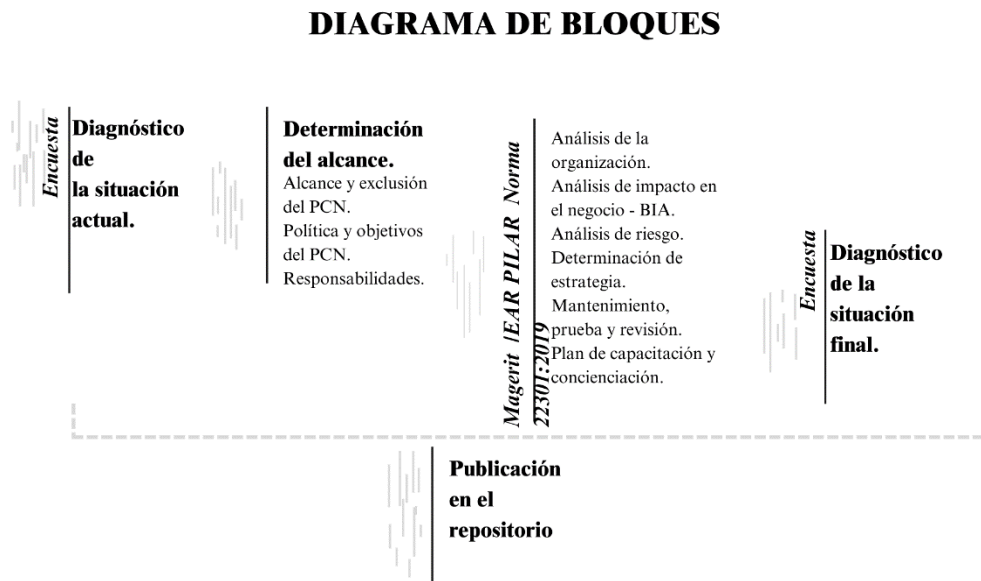 DIAGRAMA DE BLOQUES
Encuesta
Diagnóstico
de
la situación
actual.
Determinación
del alcance.
Alcance y exclusión
del PCN.
Política y objetivos
del PCN.
Responsabilidades.
Magerit |EAR PILAR Norma
22301:2019
Análisis de la
organización.
Análisis de impacto en
el negocio - BIA.
Análisis de riesgo.
Determinación de
estrategia.
Mantenimiento,
prueba y revisión.
Plan de capacitación y
concienciación.
Encuesta
Diagnóstico
de la
situación
final.
Publicación
en el
repositorio